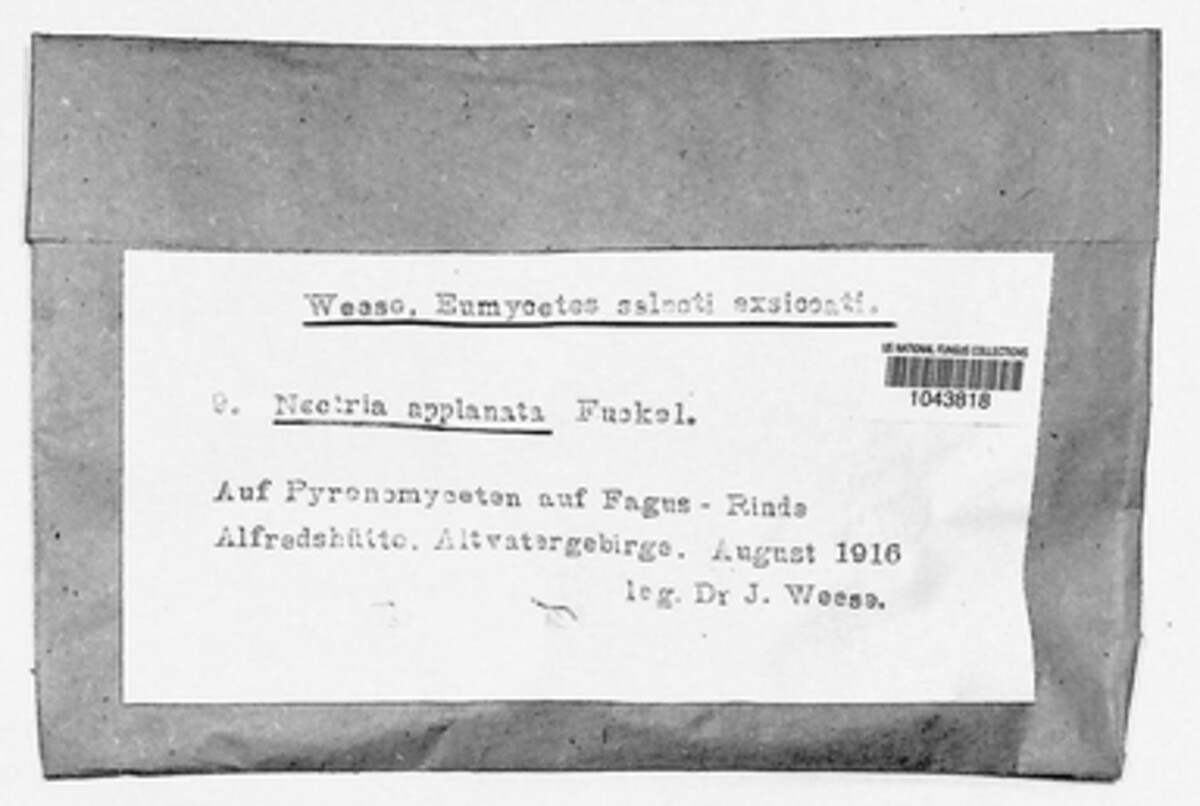 Weese. Eumycetes selecti exsiccati.
US NATIONAL FUNGUS COLLECTIONS
1043818
9. Nectria applanata Fuckel.
Auf Pyrenomyceten auf Fagus - Rinde
Alfredshütte. Altvatergebirge. August 1916
leg. Dr J. Weese.